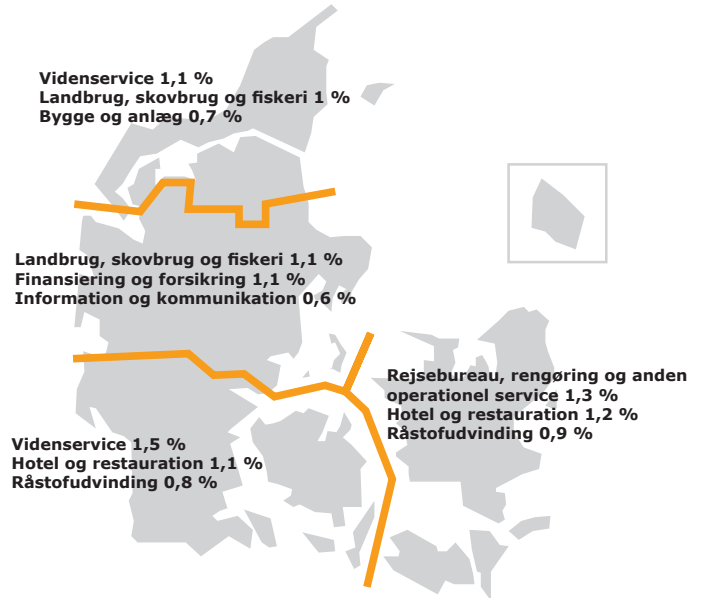 Videnservice 1,1 %
Landbrug, skovbrug og fiskeri 1 %
Bygge og anlæg 0,7 %
Landbrug, skovbrug og fiskeri 1,1 %
Finansiering og forsikring 1,1 %
Information og kommunikation 0,6 %
Rejsebureau, rengøring og anden
operationel service 1,3 %
Hotel og restauration 1,2 %
Råstofudvinding 0,9 %
Videnservice 1,5 %
Hotel og restauration 1,1 %
Råstofudvinding 0,8 %